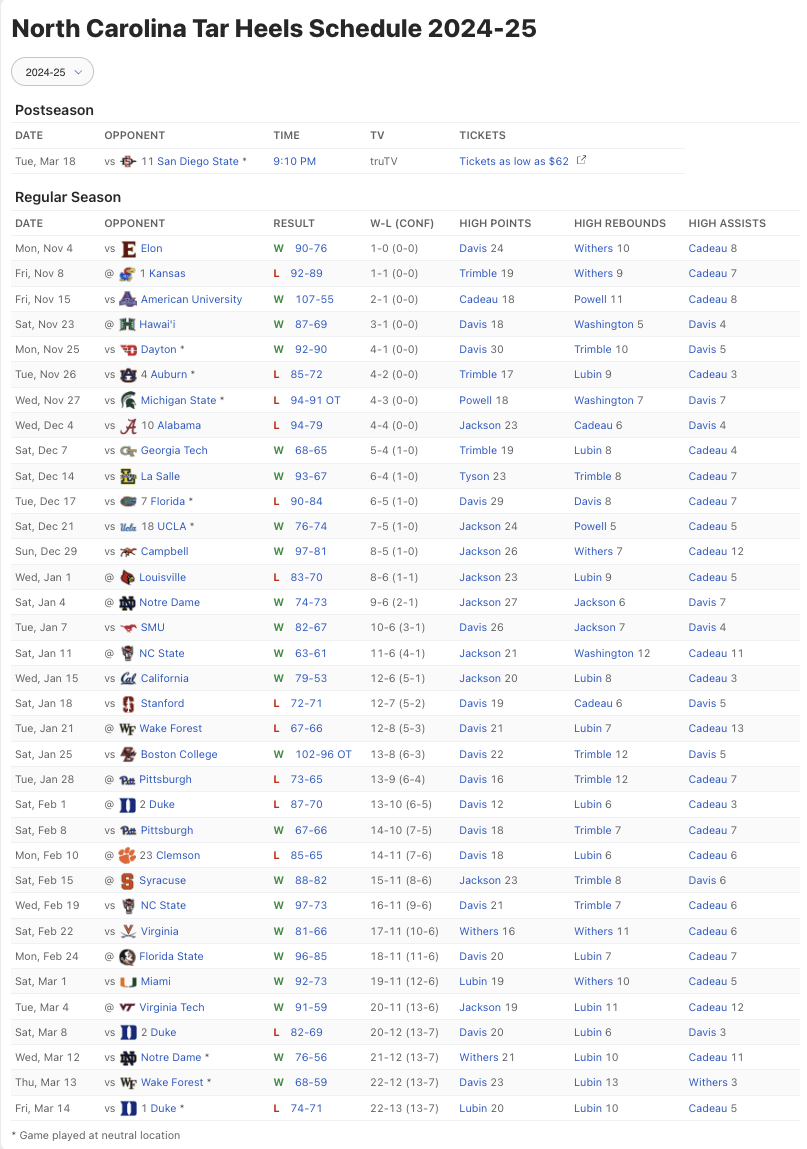 North Carolina Tar Heels Schedule 2024-25
2024-25
Postseason
DATE OPPONENT TIME TV TICKETS
Tue, Mar 18 vs 11 San Diego State * 9:10 PM truTV Tickets as low as $62
Regular Season
DATE OPPONENT RESULT W-L (CONF) HIGH POINTS HIGH REBOUNDS HIGH ASSISTS
Mon, Nov 4 vs Elon W 90-76 1-0 (0-0) Davis 24 Withers 10 Cadeau 8
Fri, Nov 8 @ 1 Kansas L 92-89 1-1 (0-0) Trimble 19 Withers 9 Cadeau 7
Fri, Nov 15 vs American University W 107-55 2-1 (0-0) Cadeau 18 Powell 11 Cadeau 8
Sat, Nov 23 @ Hawai'i W 87-69 3-1 (0-0) Davis 18 Washington 5 Davis 4
Mon, Nov 25 vs Dayton * W 92-90 4-1 (0-0) Davis 30 Trimble 10 Davis 5
Tue, Nov 26 vs 4 Auburn * L 85-72 4-2 (0-0) Trimble 17 Lubin 9 Cadeau 3
Wed, Nov 27 vs Michigan State * L 94-91 OT 4-3 (0-0) Powell 18 Washington 7 Davis 7
Wed, Dec 4 vs 10 Alabama L 94-79 4-4 (0-0) Jackson 23 Cadeau 6 Davis 4
Sat, Dec 7 vs Georgia Tech W 68-65 5-4 (1-0) Trimble 19 Lubin 8 Cadeau 4
Sat, Dec 14 vs La Salle W 93-67 6-4 (1-0) Tyson 23 Trimble 8 Cadeau 7
Tue, Dec 17 vs 7 Florida * L 90-84 6-5 (1-0) Davis 29 Davis 8 Cadeau 7
Sat, Dec 21 vs Ucla 18 UCLA * W 76-74 7-5 (1-0) Jackson 24 Powell 5 Cadeau 5
Sun, Dec 29 vs Campbell W 97-81 8-5 (1-0) Jackson 26 Withers 7 Cadeau 12
Wed, Jan 1 @ Louisville L 83-70 8-6 (1-1) Jackson 23 Lubin 9 Cadeau 5
Sat, Jan 4 @ Notre Dame W 74-73 9-6 (2-1) Jackson 27 Jackson 6 Davis 7
Tue, Jan 7 vs SMU W 82-67 10-6 (3-1) Davis 26 Jackson 7 Davis 4
Sat, Jan 11 @ NC State W 63-61 11-6 (4-1) Jackson 21 Washington 12 Cadeau 11
Wed, Jan 15 vs Cal California W 79-53 12-6 (5-1) Jackson 20 Lubin 8 Cadeau 3
Sat, Jan 18 vs Stanford L 72-71 12-7 (5-2) Davis 19 Cadeau 6 Davis 5
Tue, Jan 21 @ WF Wake Forest L 67-66 12-8 (5-3) Davis 21 Lubin 7 Cadeau 13
Sat, Jan 25 vs Boston College W 102-96 OT 13-8 (6-3) Davis 22 Trimble 12 Davis 5
Tue, Jan 28 @ Pitt Pittsburgh L 73-65 13-9 (6-4) Davis 16 Trimble 12 Cadeau 7
Sat, Feb 1 @ 2 Duke L 87-70 13-10 (6-5) Davis 12 Lubin 6 Cadeau 3
Sat, Feb 8 vs Pitt Pittsburgh W 67-66 14-10 (7-5) Davis 18 Trimble 7 Cadeau 7
Mon, Feb 10 @ 23 Clemson L 85-65 14-11 (7-6) Davis 18 Lubin 6 Cadeau 6
Sat, Feb 15 @ Syracuse W 88-82 15-11 (8-6) Jackson 23 Trimble 8 Davis 6
Wed, Feb 19 vs NC State W 97-73 16-11 (9-6) Davis 21 Trimble 7 Cadeau 6
Sat, Feb 22 vs Virginia W 81-66 17-11 (10-6) Withers 16 Withers 11 Cadeau 6
Mon, Feb 24 @ Florida State W 96-85 18-11 (11-6) Davis 20 Lubin 7 Cadeau 7
Sat, Mar 1 vs Miami W 92-73 19-11 (12-6) Lubin 19 Withers 10 Cadeau 5
Tue, Mar 4 @ VT Virginia Tech W 91-59 20-11 (13-6) Jackson 19 Lubin 11 Cadeau 12
Sat, Mar 8 vs 2 Duke L 82-69 20-12 (13-7) Davis 20 Lubin 6 Davis 3
Wed, Mar 12 vs Notre Dame * W 76-56 21-12 (13-7) Withers 21 Lubin 10 Cadeau 11
Thu, Mar 13 vs WF Wake Forest * W 68-59 22-12 (13-7) Davis 23 Lubin 13 Withers 3
Fri, Mar 14 vs 1 Duke * L 74-71 22-13 (13-7) Lubin 20 Lubin 10 Cadeau 5
* Game played at neutral location